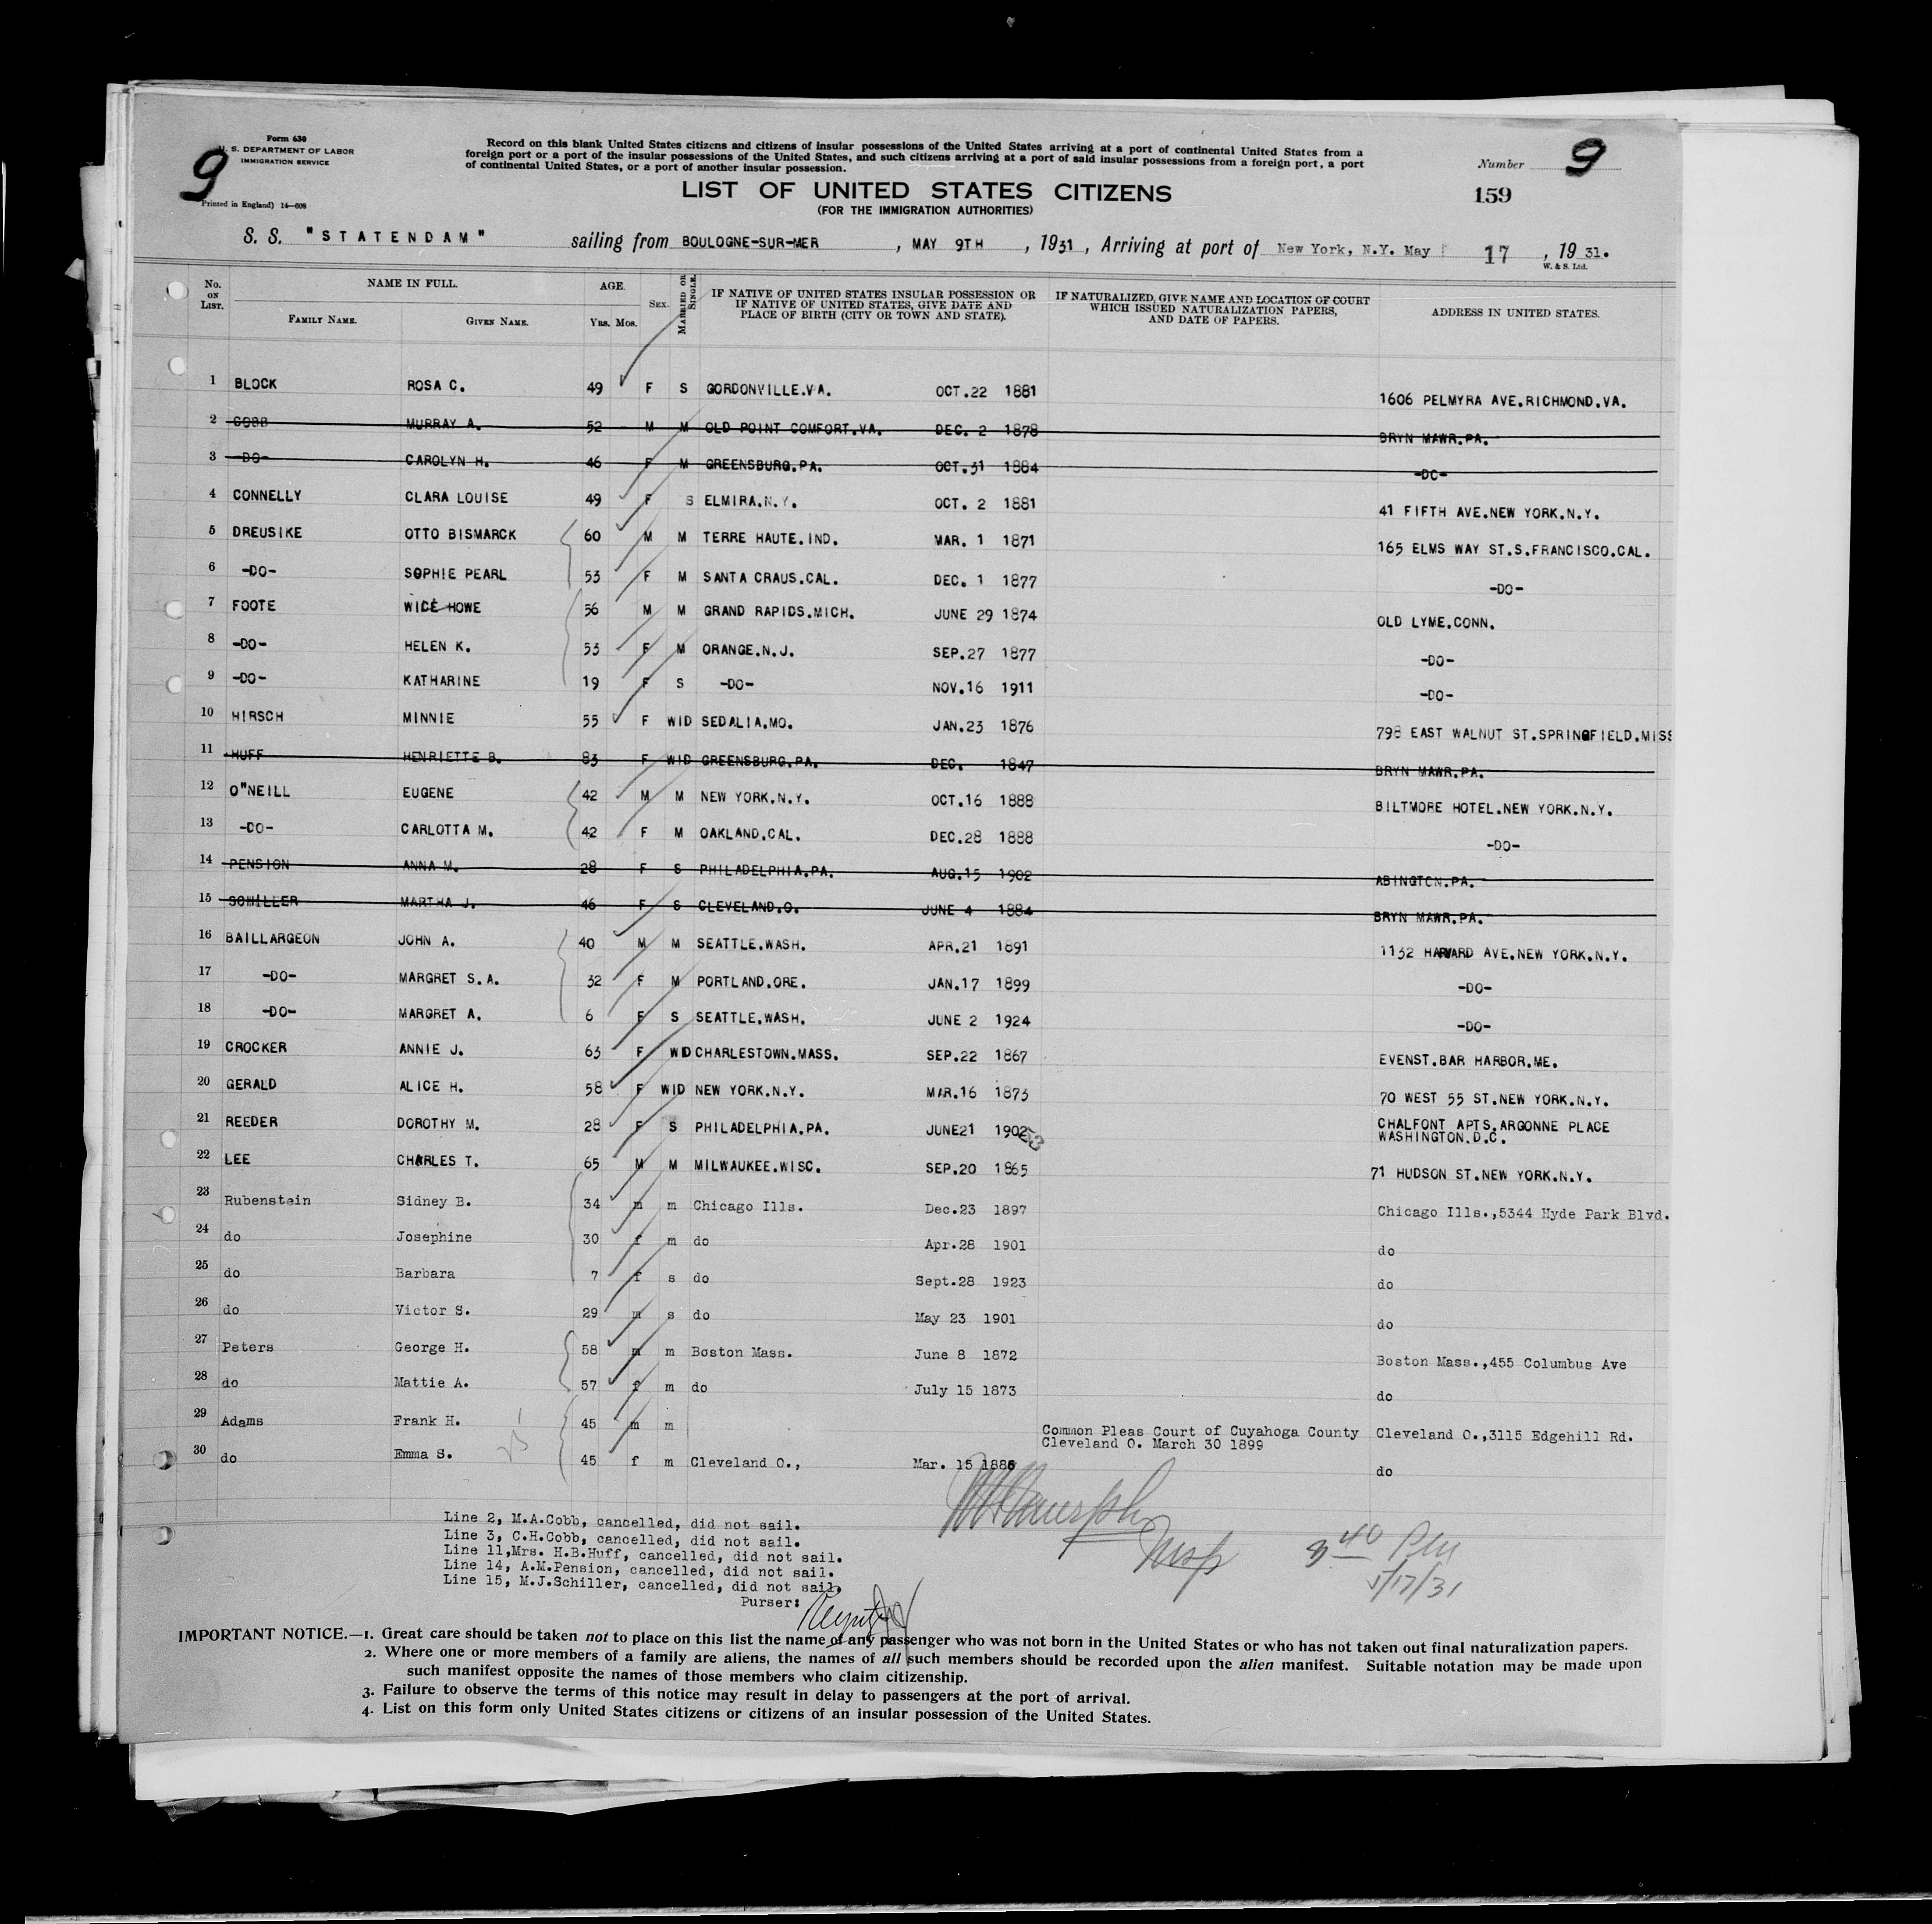 Form 630
U. S. DEPARTMENT OF LABOR
IMMIGRATION SERVICE
9
Printed in England) 14—608
Record on this blank United States citizens and citizens of insular possessions of the United States arriving at a port of continental United States from a
foreign port or a port of the insular possessions of the United States, and such citizens arriving at a port of said insular possessions from a foreign port, a port
of continental United States, or a port of another insular possession.
Number 9
159
LIST OF UNITED STATES CITIZENS
(FOR THE IMMIGRATION AUTHORITIES)
S. S. "STATENDAM" sailing from BOULOGNE-SUR-MER, MAY 9TH, 1931, Arriving at port of New York, N.Y. May 17, 19 31.
W. & S. Ltd.
No. ON LIST. NAME IN FULL. FAMILY NAME. GIVEN NAME. AGE. YRS. MOS. SEX. MARRIED OR SINGLE. IF NATIVE OF UNITED STATES INSULAR POSSESSION OR IF NATIVE OF UNITED STATES, GIVE DATE AND PLACE OF BIRTH (CITY OR TOWN AND STATE). IF NATURALIZED, GIVE NAME AND LOCATION OF COURT WHICH ISSUED NATURALIZATION PAPERS, AND DATE OF PAPERS. ADDRESS IN UNITED STATES.
1 BLOCK ROSA C. 49 F S GORDONVILLE.VA. OCT.22 1881 1606 PELMYRA AVE.RICHMOND.VA.
2 COBB MURRAY A. 52 M M OLD POINT COMFORT.VA. DEC. 2 1878 BRYN MAWR.PA.
3 -DO- CAROLYN H. 46 F M GREENSBURG.PA. OCT.31 1884 -DO-
4 CONNELLY CLARA LOUISE 49 F S ELMIRA.N.Y. OCT. 2 1881 41 FIFTH AVE.NEW YORK.N.Y.
5 DREUSIKE OTTO BISMARCK 60 M M TERRE HAUTE.IND. MAR. 1 1871 165 ELMS WAY ST.S.FRANCISCO.CAL.
6 -DO- SOPHIE PEARL 53 F M SANTA CRAUS.CAL. DEC. 1 1877 -DO-
7 FOOTE HOWE 56 M M GRAND RAPIDS.MICH. JUNE 29 1874 OLD LYME.CONN.
8 -DO- HELEN K. 53 F M ORANGE.N.J. SEP.27 1877 -DO-
9 -DO- KATHARINE 19 F S -DO- NOV.16 1911 -DO-
10 HIRSCH MINNIE 55 F WID SEDALIA.MO. JAN.23 1876 798 EAST WALNUT ST.SPRINGFIELD.MISS
11 HUFF HENRIETTE B. 83 F WID GREENSBURG.PA. DEC. 1847 BRYN MAWR.PA.
12 O"NEILL EUGENE 42 M M NEW YORK.N.Y. OCT.16 1888 BILTMORE HOTEL.NEW YORK.N.Y.
13 -DO- CARLOTTA M. 42 F M OAKLAND.CAL. DEC.28 1888 -DO-
14 PENSION ANNA M. 28 F S PHILADELPHIA.PA. AUG.15 1902 ABINGTON.PA.
15 SCHILLER MARTHA J. 46 F S CLEVELAND.O. JUNE 4 1884 BRYN MAWR.PA.
16 BAILLARGEON JOHN A. 40 M M SEATTLE.WASH. APR.21 1891 1132 HARVARD AVE.NEW YORK.N.Y.
17 -DO- MARGRET S.A. 32 F M PORTLAND.ORE. JAN.17 1899 -DO-
18 -DO- MARGRET A. 6 F S SEATTLE.WASH. JUNE 2 1924 -DO-
19 CROCKER ANNIE J. 63 F WD CHARLESTOWN.MASS. SEP.22 1867 EVENST.BAR HARBOR.ME.
20 GERALD ALICE H. 58 F WID NEW YORK.N.Y. MAR.16 1873 70 WEST 55 ST.NEW YORK.N.Y.
21 REEDER DOROTHY M. 28 F S PHILADELPHIA.PA. JUNE21 1902 CHALFONT APTS.ARGONNE PLACE
WASHINGTON.D.C.
22 LEE CHARLES T. 65 M M MILWAUKEE.WISC. SEP.20 1865 71 HUDSON ST.NEW YORK.N.Y.
23 Rubenstein Sidney B. 34 m m Chicago Ills. Dec.23 1897 Chicago Ills.,5344 Hyde Park Blvd.
24 do Josephine 30 f m do Apr.28 1901 do
25 do Barbara 7 f s do Sept.28 1923 do
26 do Victor S. 29 m s do May 23 1901 do
27 Peters George H. 58 m m Boston Mass. June 8 1872 Boston Mass.,455 Columbus Ave
28 do Mattie A. 57 f m do July 15 1873 do
29 Adams Frank H. 45 m m Common Pleas Court of Cuyahoga County Cleveland O.,3115 Edgehill Rd.
Cleveland O. March 30 1899
30 do Emma S. 45 f m Cleveland O., Mar. 15 1886 do
Line 2, M.A.Cobb, cancelled, did not sail.
Line 3, C.H.Cobb, cancelled, did not sail.
Line 11,Mrs. H.B.Huff, cancelled, did not sail.
Line 14, A.M.Pension, cancelled, did not sail.
Line 15, M.J.Schiller, cancelled, did not sail,
Purser:
Insp
3 40 Pm
5/17/31
IMPORTANT NOTICE.—1. Great care should be taken not to place on this list the name of any passenger who was not born in the United States or who has not taken out final naturalization papers.
2. Where one or more members of a family are aliens, the names of all such members should be recorded upon the alien manifest. Suitable notation may be made upon
such manifest opposite the names of those members who claim citizenship.
3. Failure to observe the terms of this notice may result in delay to passengers at the port of arrival.
4. List on this form only United States citizens or citizens of an insular possession of the United States.